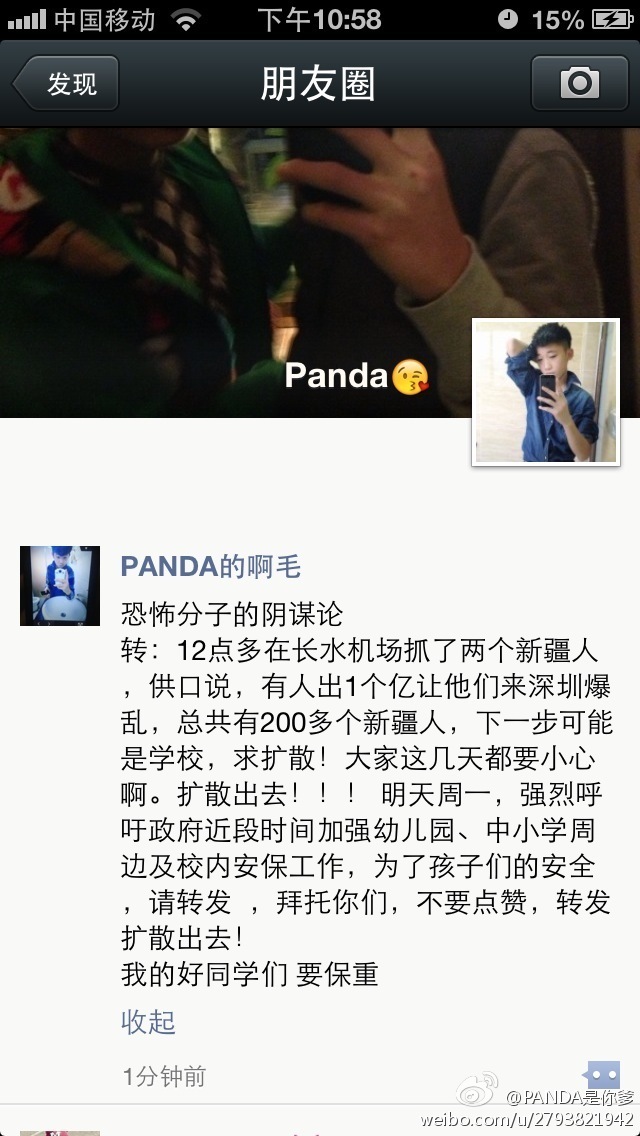 中国移动 下午10:58 15%
发现 朋友圈
Panda😘
PANDA的啊毛
恐怖分子的阴谋论
转：12点多在长水机场抓了两个新疆人
，供口说，有人出1个亿让他们来深圳爆
乱，总共有200多个新疆人，下一步可能
是学校，求扩散！大家这几天都要小心
啊。扩散出去！！！ 明天周一，强烈呼
吁政府近段时间加强幼儿园、中小学周
边及校内安保工作，为了孩子们的安全
，请转发 ，拜托你们，不要点赞，转发
扩散出去！
我的好同学们 要保重
收起
1分钟前
@PANDA是你爹
weibo.com/u/2793821942